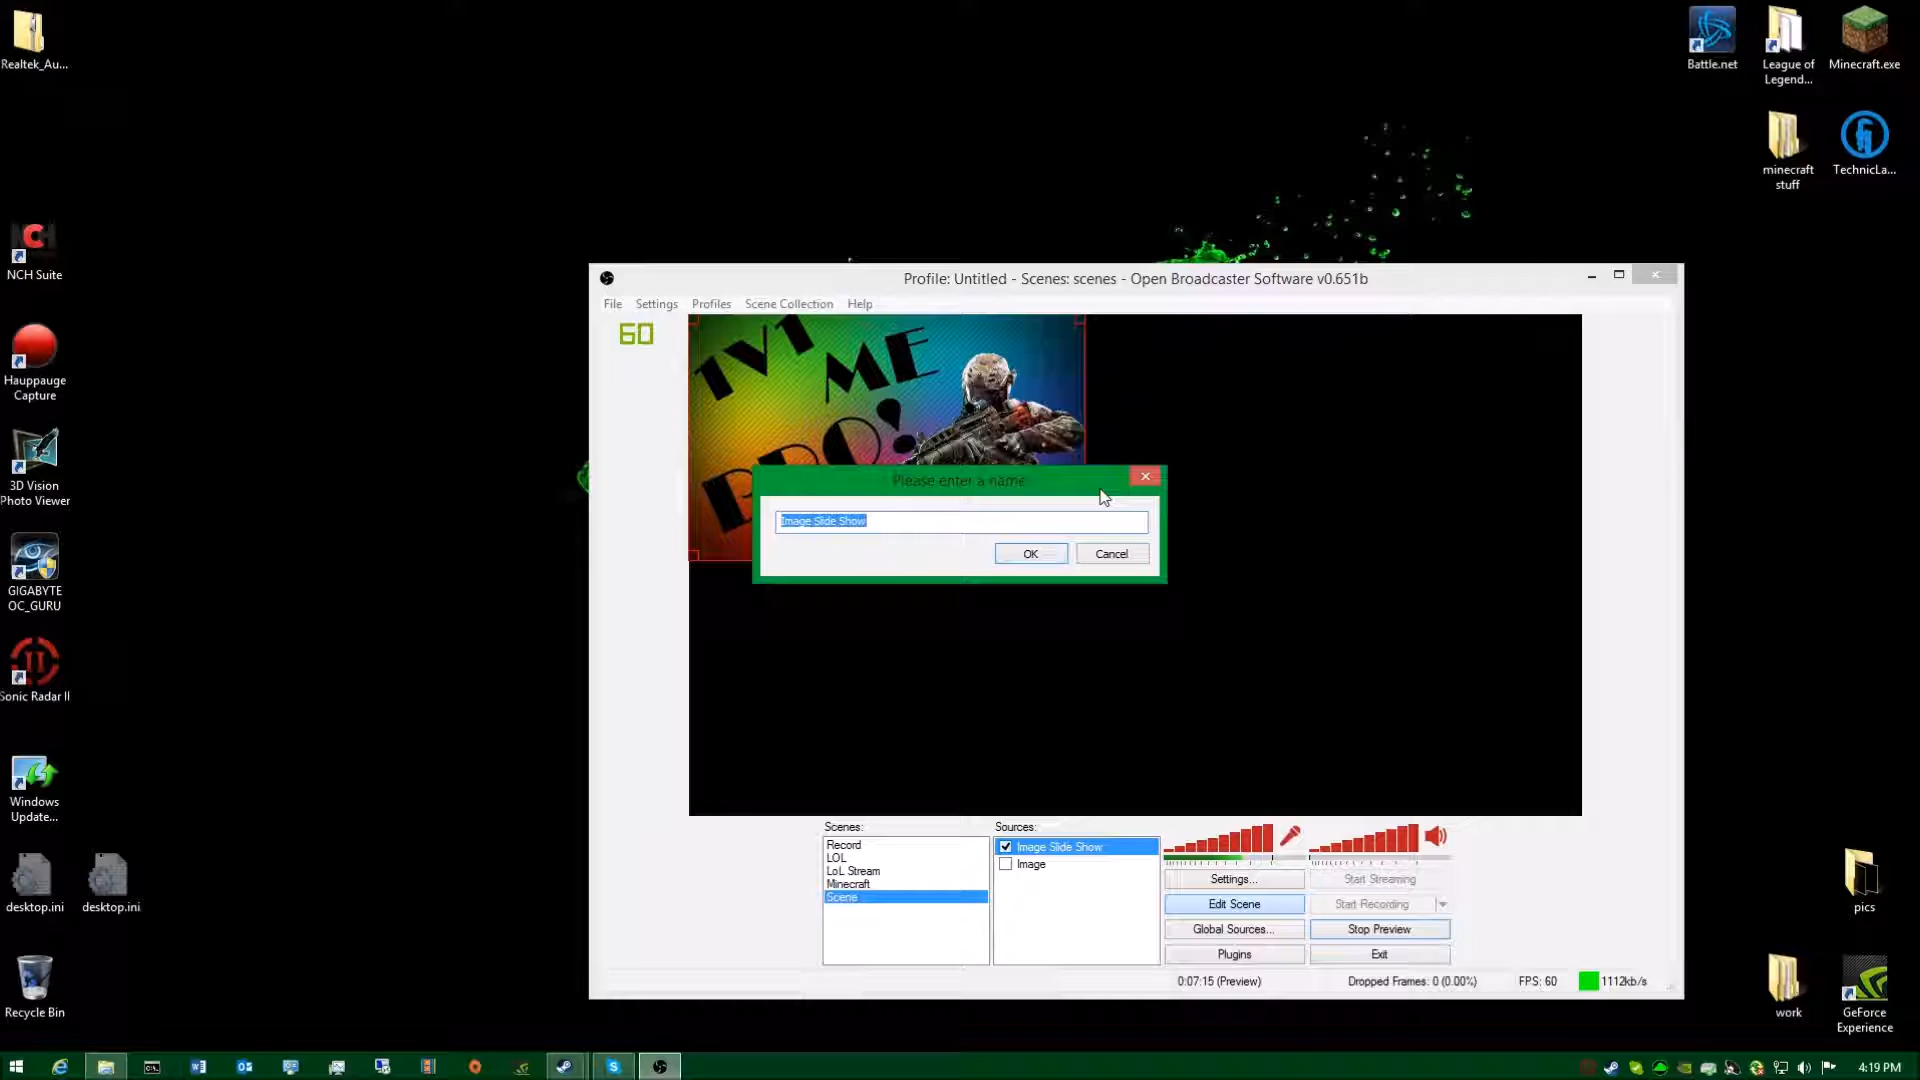 Realtek_Au...
Battle.net
League of
Legend...
Minecraft.exe
minecraft
stuff
TechnicLa...
NCH Suite
Hauppauge
Capture
3D Vision
Photo Viewer
GIGABYTE
OC_GURU
Sonic Radar II
Windows
Update...
desktop.ini
desktop.ini
Recycle Bin
Profile: Untitled - Scenes: scenes - Open Broadcaster Software v0.651b
File Settings Profiles Scene Collection Help
60
1V1
ME
BRO!
Please enter a name
Image Slide Show
OK
Cancel
Scenes:
Record
LOL
LoL Stream
Minecraft
Scene
Sources:
Image Slide Show
Image
Settings...
Start Streaming
Edit Scene
Start Recording
Global Sources...
Stop Preview
Plugins
Exit
0:07:15 (Preview)
Dropped Frames: 0 (0.00%)
FPS: 60
1112kb/s
pics
work
GeForce
Experience
4:19 PM